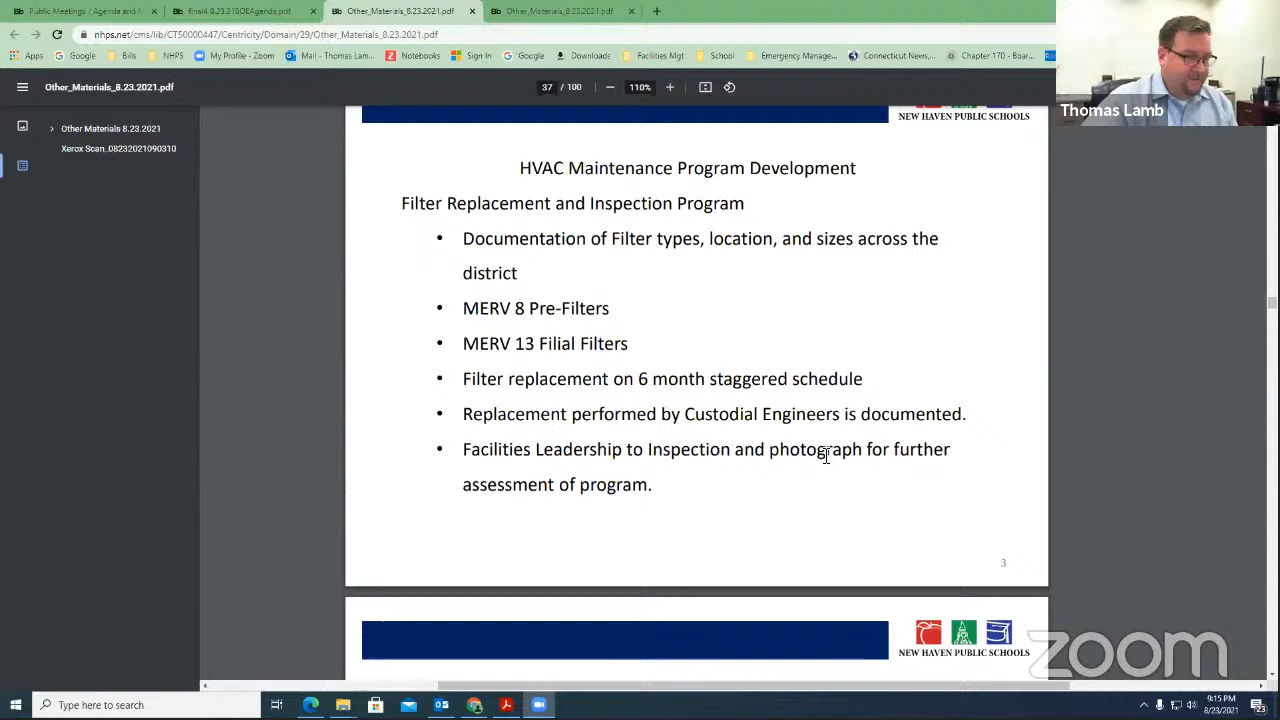 Public Meetings / Agenda and M
final4 8.23.21BOEAgenda.pdf
Other_Materials_8.23.2021.pdf
Other_Materials_8.23.2021.pdf
nhps.net/cms/lib/CT50000447/Centricity/Domain/29/Other_Materials_8.23.2021.pdf
Apps Google Bills NHPS My Profile - Zoom Mail - Thomas Lam... Notebooks Sign In Google Downloads Facilities Mgt School Emergency Manage... Connecticut News,... Chapter 170 - Boar...
Other_Materials_8.23.2021.pdf
37 / 100
110%
Thomas Lamb
Other Materials 8.23.2021
Xerox Scan_08232021090310
NEW HAVEN PUBLIC SCHOOLS
HVAC Maintenance Program Development
Filter Replacement and Inspection Program
• Documentation of Filter types, location, and sizes across the
district
• MERV 8 Pre-Filters
• MERV 13 Filial Filters
• Filter replacement on 6 month staggered schedule
• Replacement performed by Custodial Engineers is documented.
• Facilities Leadership to Inspection and photograph for further
assessment of program.
3
NEW HAVEN PUBLIC SCHOOLS
zoom
Type here to search
9:15 PM
8/23/2021